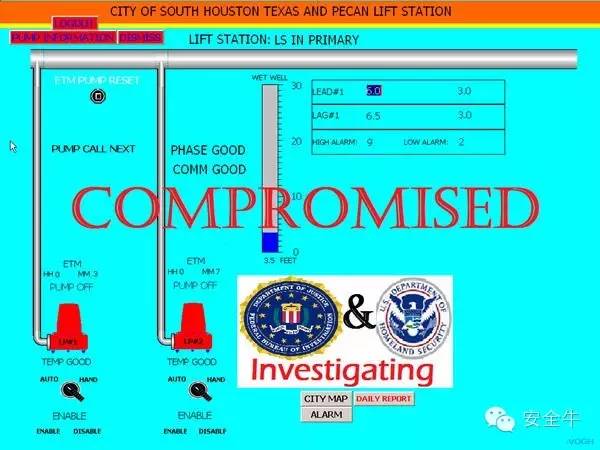 CITY OF SOUTH HOUSTON TEXAS AND PECAN LIFT STATION
LOGOUT
PUMP INFORMATION DISMISS
LIFT STATION: LS IN PRIMARY
ETM PUMP RESET
WET WELL
30
LEAD#1 6.0 3.0
LAG#1 6.5 3.0
20
HIGH ALARM: 9 LOW ALARM: 2
PUMP CALL NEXT
PHASE GOOD
COMM GOOD
10
COMPROMISED
0
3.5 FEET
ETM
HH 0 MM 3
PUMP OFF
ETM
HH 0 MM 7
PUMP OFF
DEPARTMENT OF JUSTICE
FEDERAL BUREAU OF INVESTIGATION
&
U.S. DEPARTMENT OF
HOMELAND SECURITY
Investigating
LP#1
LP#2
TEMP GOOD
TEMP GOOD
AUTO HAND
AUTO HAND
CITY MAP DAILY REPORT
ALARM
ENABLE
ENABLE
ENABLE DISABLE
ENABLE DISABLE
安全牛
VOGH